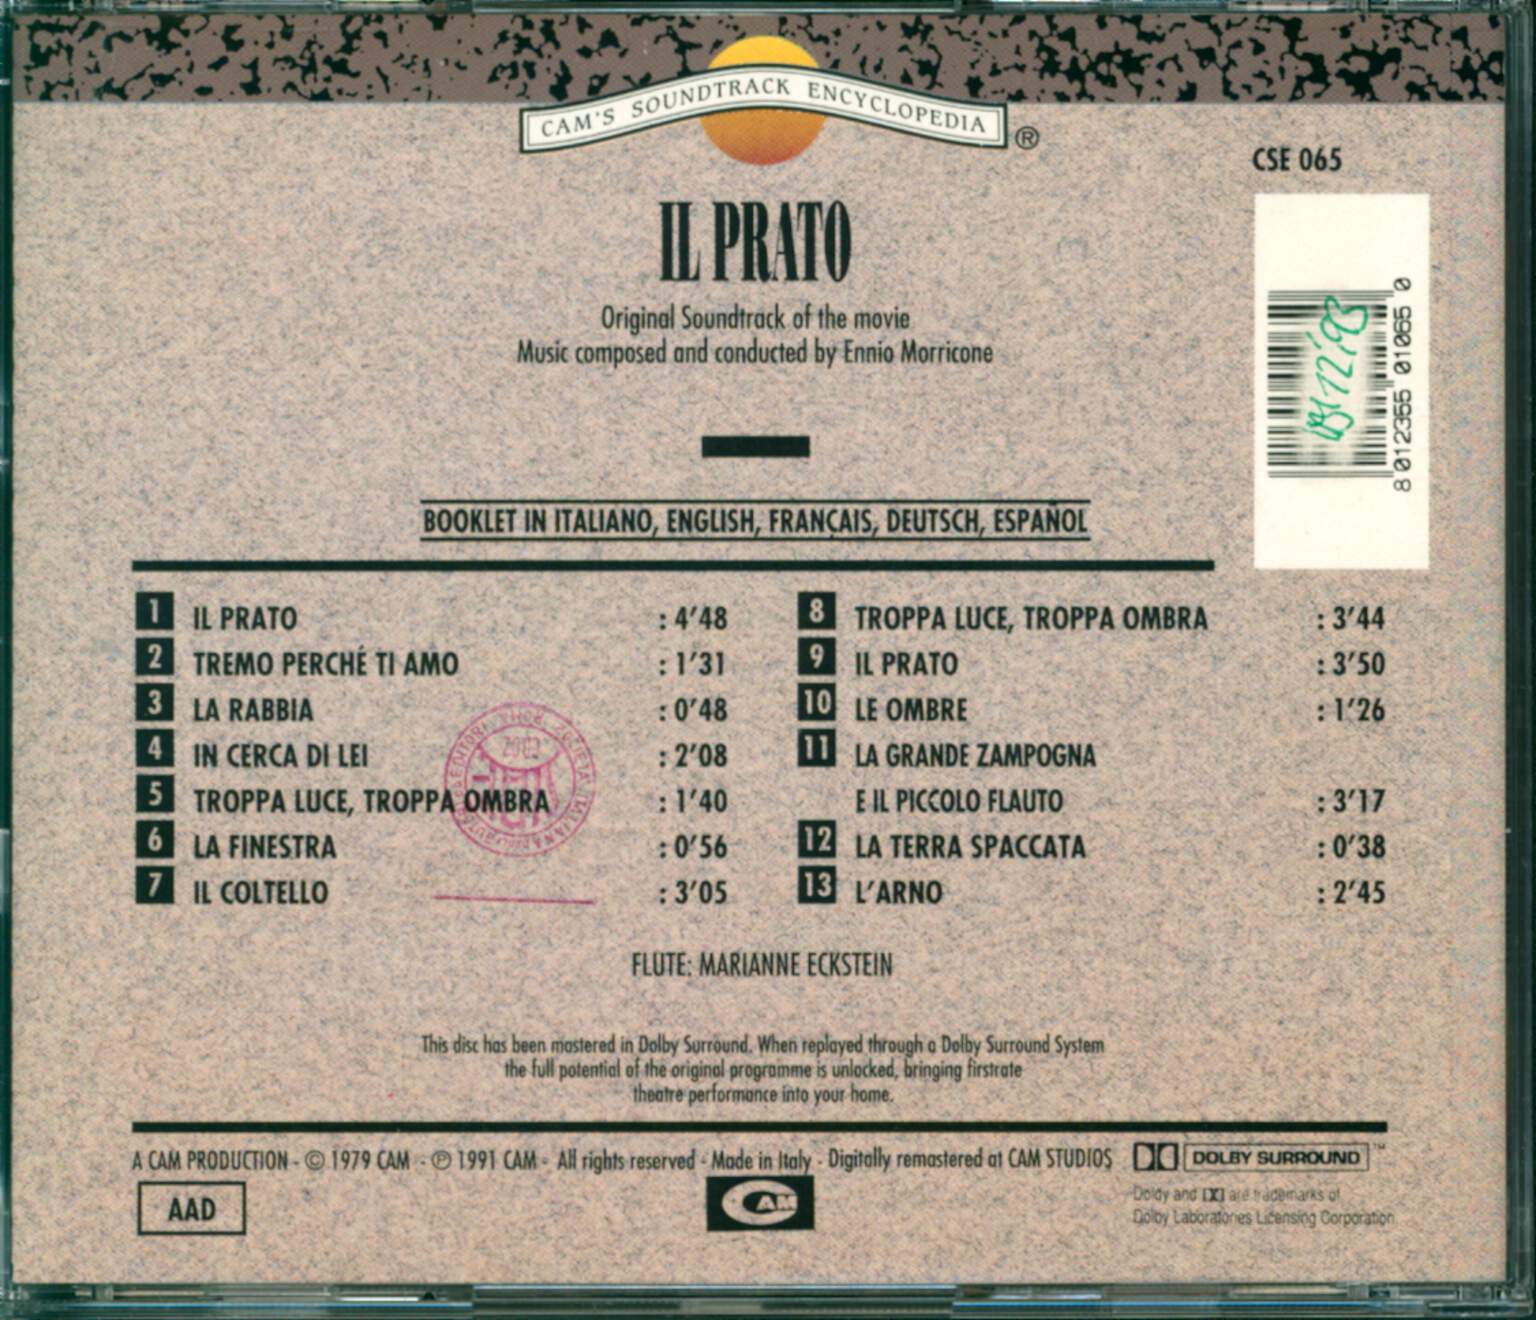 CAM'S SOUNDTRACK ENCYCLOPEDIA ®
CSE 065
IL PRATO
Original Soundtrack of the movie
Music composed and conducted by Ennio Morricone
8 012355 01065 0
BOOKLET IN ITALIANO, ENGLISH, FRANÇAIS, DEUTSCH, ESPAÑOL
1 IL PRATO : 4'48
2 TREMO PERCHÉ TI AMO : 1'31
3 LA RABBIA : 0'48
4 IN CERCA DI LEI : 2'08
5 TROPPA LUCE, TROPPA OMBRA : 1'40
6 LA FINESTRA : 0'56
7 IL COLTELLO : 3'05
8 TROPPA LUCE, TROPPA OMBRA : 3'44
9 IL PRATO : 3'50
10 LE OMBRE : 1'26
11 LA GRANDE ZAMPOGNA
E IL PICCOLO FLAUTO : 3'17
12 LA TERRA SPACCATA : 0'38
13 L'ARNO : 2'45
FLUTE: MARIANNE ECKSTEIN
This disc has been mastered in Dolby Surround. When replayed through a Dolby Surround System
the full potential of the original programme is unlocked, bringing firstrate
theatre performance into your home.
A CAM PRODUCTION - © 1979 CAM - ℗ 1991 CAM - All rights reserved - Made in Italy - Digitally remastered at CAM STUDIOS
DOLBY SURROUND ™
AAD
CAM
Dolby and are trademarks of
Dolby Laboratories Licensing Corporation